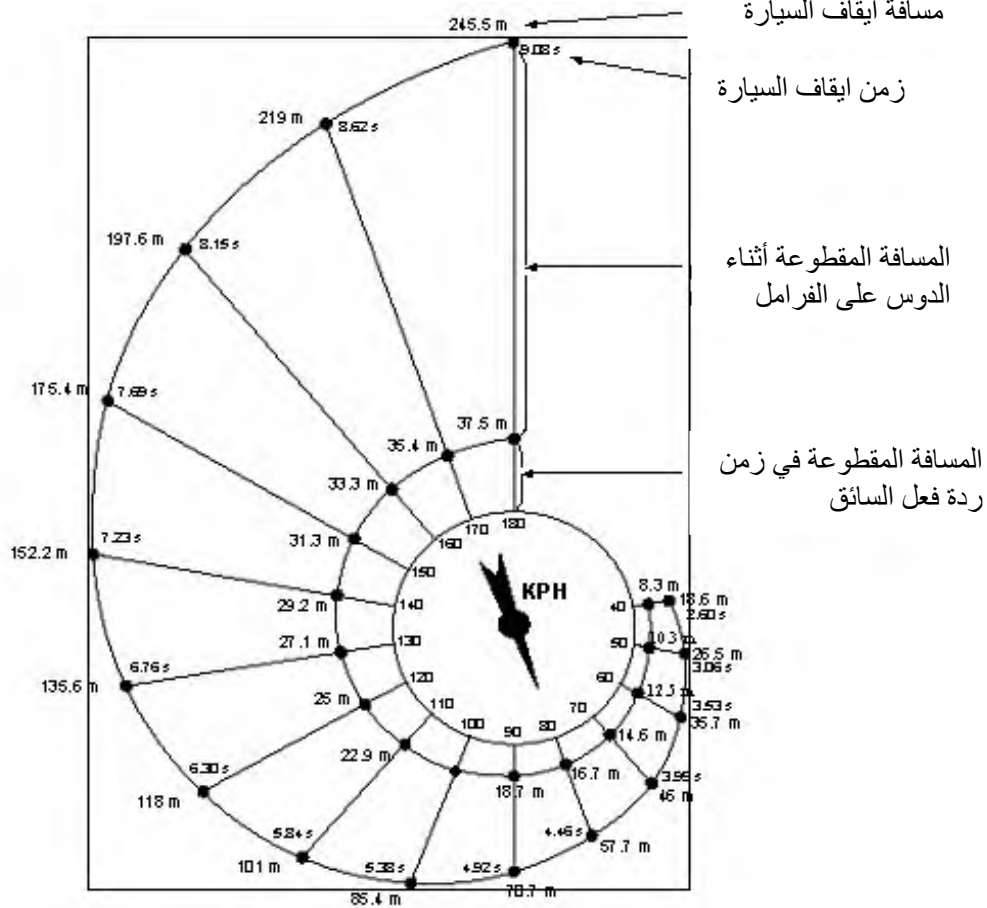 مسافة ايقاف السيارة
245.5 m
9.08 s
زمن ايقاف السيارة
219 m
8.62 s
197.6 m
8.15 s
المسافة المقطوعة أثناء
الدوس على الفرامل
175.4 m
7.69 s
37.5 m
35.4 m
المسافة المقطوعة في زمن
ردة فعل السائق
33.3 m
180
170
160
31.3 m
150
152.2 m
7.23 s
KPH
8.3 m
18.6 m
2.60 s
29.2 m
140
40
27.1 m
130
50
10.3 m
26.5 m
3.06 s
135.6 m
6.76 s
120
60
12.5 m
25 m
110
70
3.53 s
35.7 m
100
90
80
22.9 m
14.6 m
6.30 s
118 m
18.7 m
16.7 m
46 m
5.84 s
101 m
4.46 s
57.7 m
5.38 s
4.92 s
85.4 m
70.7 m